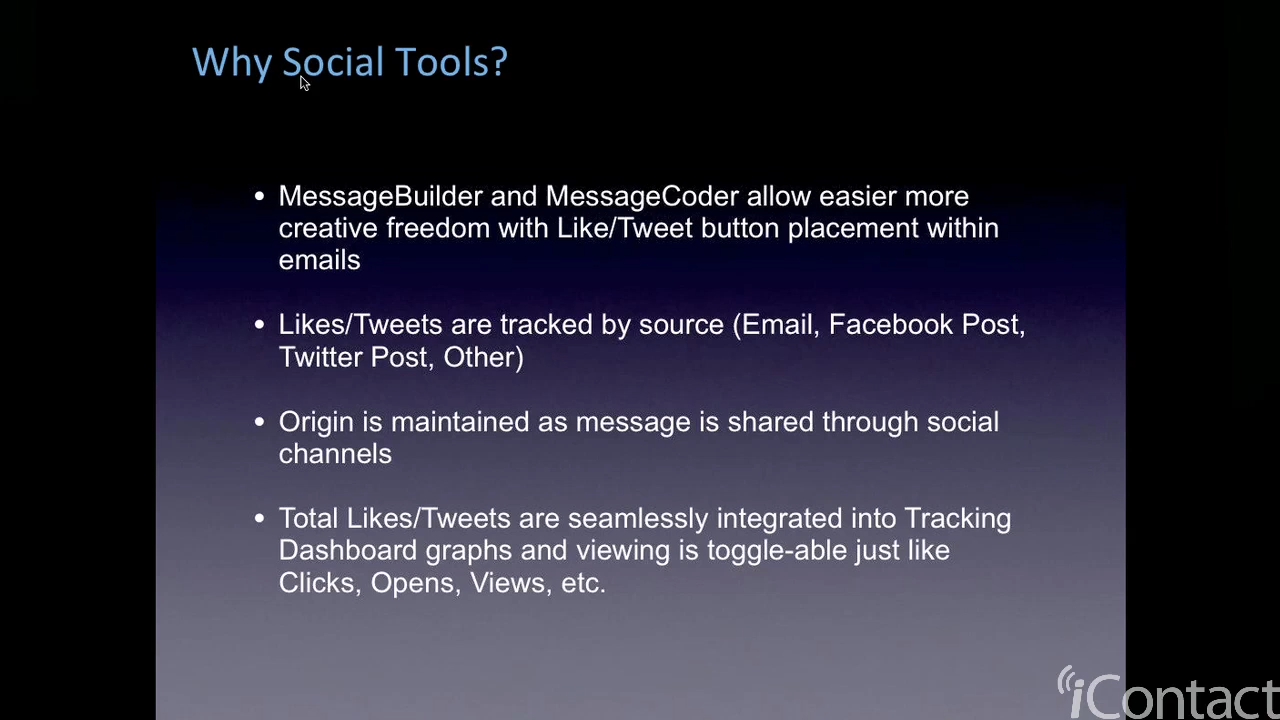 Why Social Tools?
• MessageBuilder and MessageCoder allow easier more
creative freedom with Like/Tweet button placement within
emails
• Likes/Tweets are tracked by source (Email, Facebook Post,
Twitter Post, Other)
• Origin is maintained as message is shared through social
channels
• Total Likes/Tweets are seamlessly integrated into Tracking
Dashboard graphs and viewing is toggle-able just like
Clicks, Opens, Views, etc.
iContact